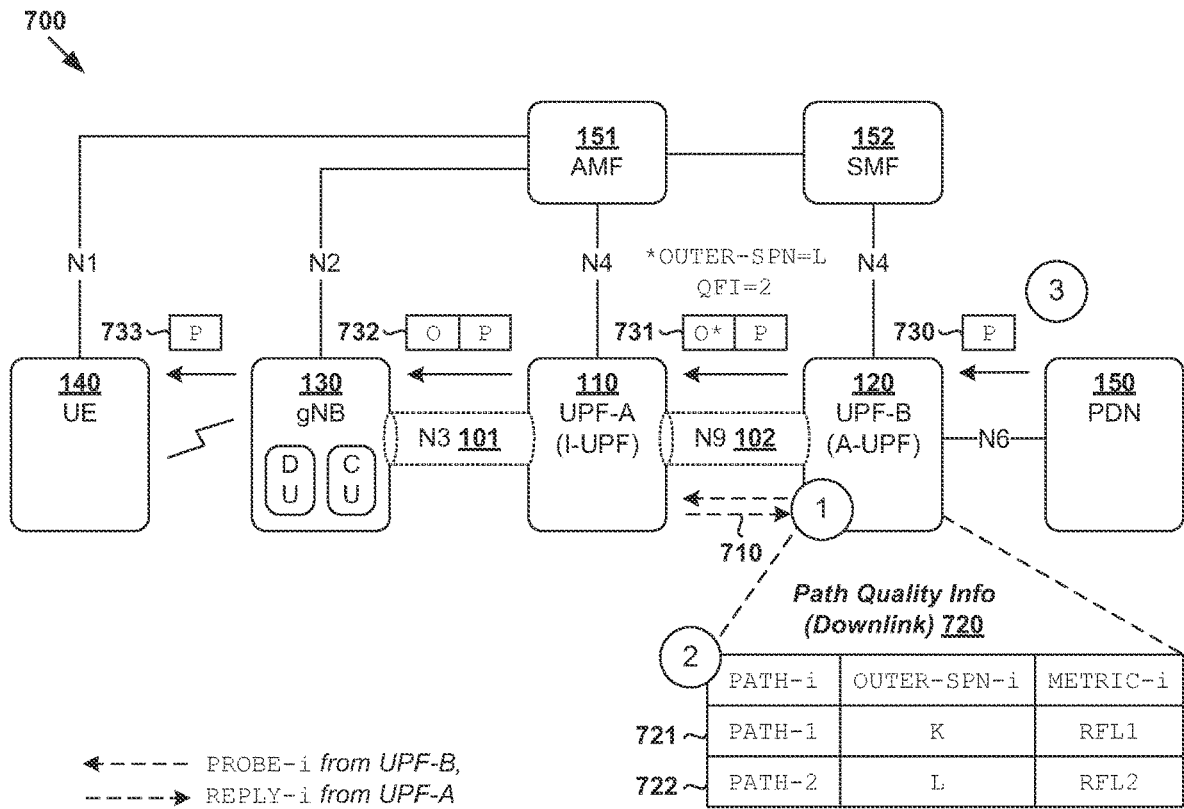 700
151
AMF
152
SMF
N1
N2
N4
*OUTER-SPN=L
QFI=2
N4
3
733
P
732
O P
731
O* P
730
P
140
UE
130
gNB
D
U
C
U
N3 101
110
UPF-A
(I-UPF)
N9 102
120
UPF-B
(A-UPF)
N6
150
PDN
1
710
Path Quality Info
(Downlink) 720
2
PATH-i OUTER-SPN-i METRIC-i
721 PATH-1 K RFL1
722 PATH-2 L RFL2
PROBE-i from UPF-B,
REPLY-i from UPF-A